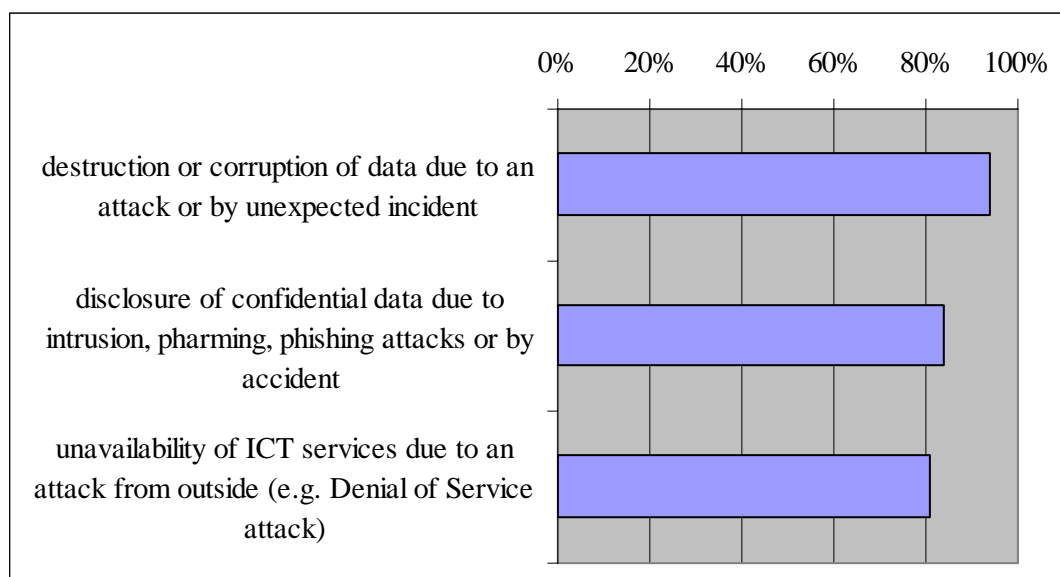 0% 20% 40% 60% 80% 100%
destruction or corruption of data due to an
attack or by unexpected incident
disclosure of confidential data due to
intrusion, pharming, phishing attacks or by
accident
unavailability of ICT services due to an
attack from outside (e.g. Denial of Service
attack)